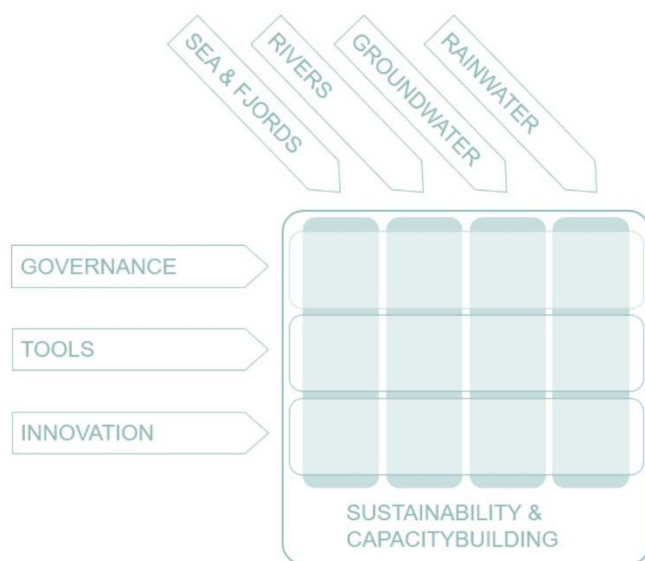 SEA & FJORDS
RIVERS
GROUNDWATER
RAINWATER
GOVERNANCE
TOOLS
INNOVATION
SUSTAINABILITY &
CAPACITYBUILDING